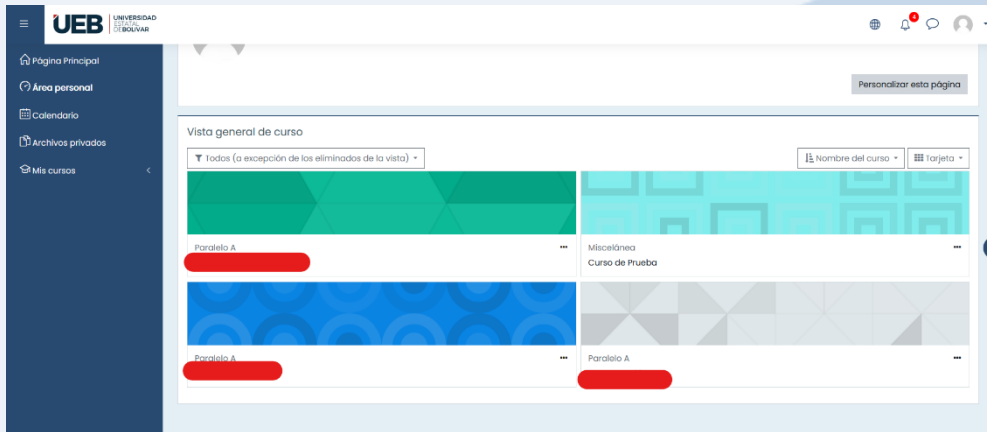 UEB
UNIVERSIDAD
ESTATAL
DE BOLIVAR
4
Página Principal
Área personal
Calendario
Archivos privados
Mis cursos
Personalizar esta página
Vista general de curso
Todos (a excepción de los eliminados de la vista)
Nombre del curso
Tarjeta
Paralelo A
Miscelánea
Curso de Prueba
Paralelo A
Paralelo A